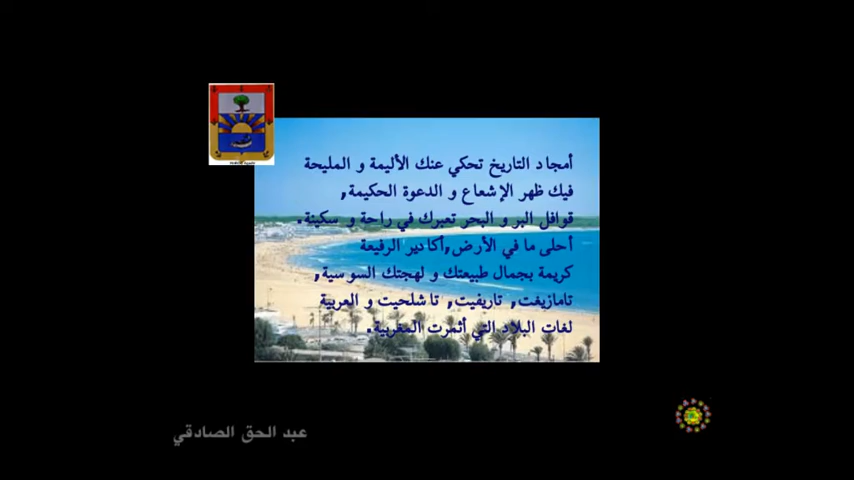 أمجاد التاريخ تحكي عنك الأليمة و المليحة
فيك ظهر الإشعاع و الدعوة الحكيمة,
قوافل البر و البحر تعبرك في راحة و سكينة.
أحلى ما في الأرض,أكادير الرفيعة
كريمة بجمال طبيعتك و لهجتك السوسية,
تامازيغت, تاريفيت, تاشلحيت و العربية
لغات البلاد التي أثمرت المغربية.
عبد الحق الصادقي